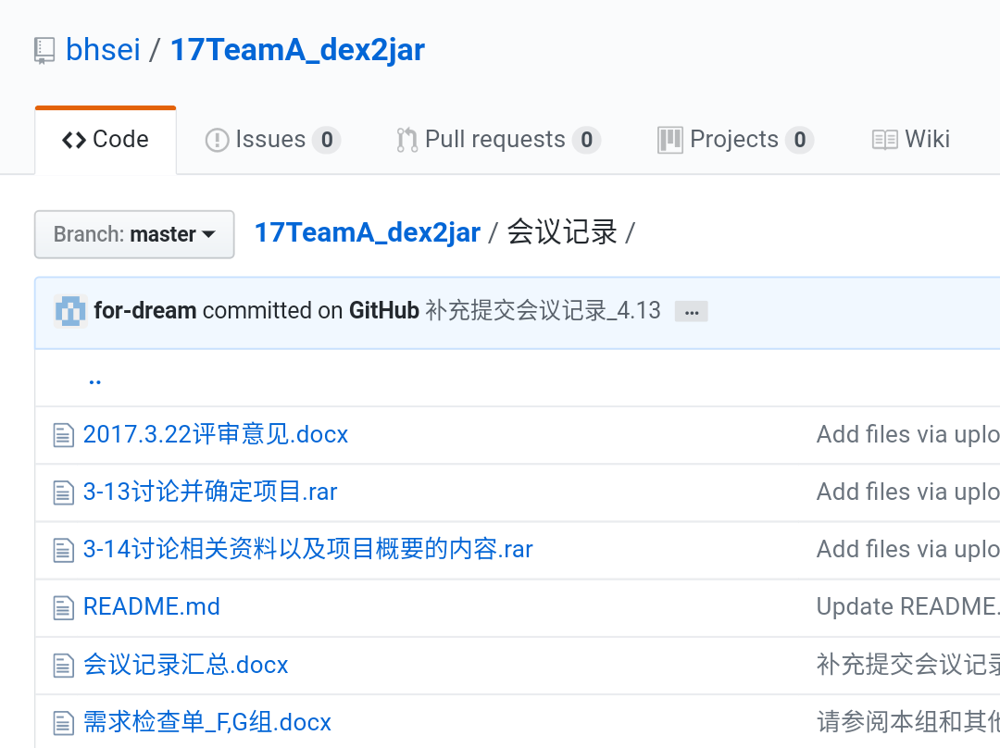 bhsei / 17TeamA_dex2jar
Code Issues 0 Pull requests 0 Projects 0 Wiki
Branch: master 17TeamA_dex2jar / 会议记录 /
for-dream committed on GitHub 补充提交会议记录_4.13 ...
..
2017.3.22评审意见.docx Add files via uplo
3-13讨论并确定项目.rar Add files via uplo
3-14讨论相关资料以及项目概要的内容.rar Add files via uplo
README.md Update README.
会议记录汇总.docx 补充提交会议记录
需求检查单_F,G组.docx 请参阅本组和其他